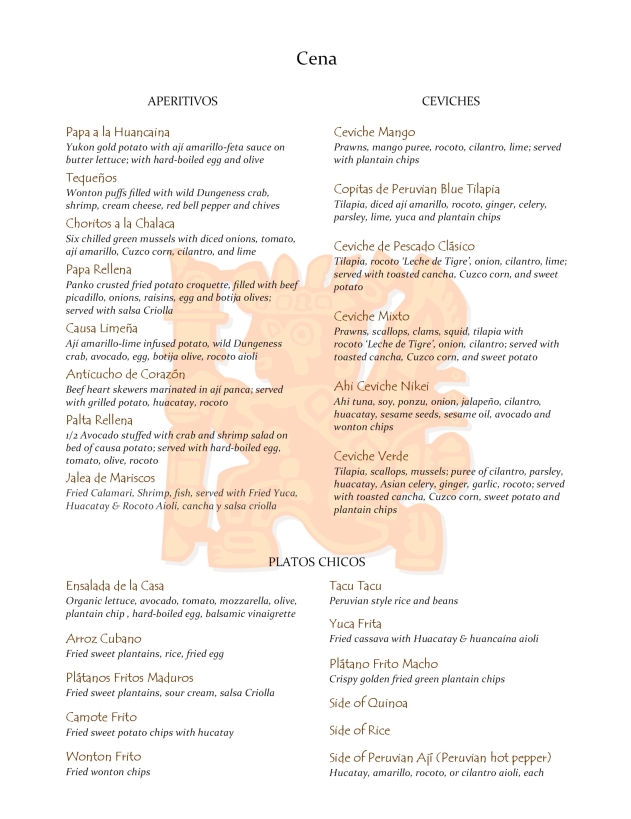 Cena
APERITIVOS
Papa a la Huancaina
Yukon gold potato with ají amarillo-feta sauce on
butter lettuce; with hard-boiled egg and olive
Tequeños
Wonton puffs filled with wild Dungeness crab,
shrimp, cream cheese, red bell pepper and chives
Choritos a la Chalaca
Six chilled green mussels with diced onions, tomato,
ají amarillo, Cuzco corn, cilantro, and lime
Papa Rellena
Panko crusted fried potato croquette, filled with beef
picadillo, onions, raisins, egg and botija olives;
served with salsa Criolla
Causa Limeña
Ají amarillo-lime infused potato, wild Dungeness
crab, avocado, egg, botija olive, rocoto aioli
Anticucho de Corazón
Beef heart skewers marinated in ají panca; served
with grilled potato, huacatay, rocoto
Palta Rellena
1/2 Avocado stuffed with crab and shrimp salad on
bed of causa potato; served with hard-boiled egg,
tomato, olive, rocoto
Jalea de Mariscos
Fried Calamari, Shrimp, fish, served with Fried Yuca,
Huacatay & Rocoto Aioli, cancha y salsa criolla
CEVICHES
Ceviche Mango
Prawns, mango puree, rocoto, cilantro, lime; served
with plantain chips
Copitas de Peruvian Blue Tilapia
Tilapia, diced ají amarillo, rocoto, ginger, celery,
parsley, lime, yuca and plantain chips
Ceviche de Pescado Clásico
Tilapia, rocoto ‘Leche de Tigre’, onion, cilantro, lime;
served with toasted cancha, Cuzco corn, and sweet
potato
Ceviche Mixto
Prawns, scallops, clams, squid, tilapia with
rocoto ‘Leche de Tigre’, onion, cilantro; served with
toasted cancha, Cuzco corn, and sweet potato
Ahi Ceviche Nikei
Ahi tuna, soy, ponzu, onion, jalapeño, cilantro,
huacatay, sesame seeds, sesame oil, avocado and
wonton chips
Ceviche Verde
Tilapia, scallops, mussels; puree of cilantro, parsley,
huacatay, Asian celery, ginger, garlic, rocoto; served
with toasted cancha, Cuzco corn, sweet potato and
plantain chips
PLATOS CHICOS
Ensalada de la Casa
Organic lettuce, avocado, tomato, mozzarella, olive,
plantain chip , hard-boiled egg, balsamic vinaigrette
Arroz Cubano
Fried sweet plantains, rice, fried egg
Plátanos Fritos Maduros
Fried sweet plantains, sour cream, salsa Criolla
Camote Frito
Fried sweet potato chips with hucatay
Wonton Frito
Fried wonton chips
Tacu Tacu
Peruvian style rice and beans
Yuca Frita
Fried cassava with Huacatay & huancaína aioli
Plátano Frito Macho
Crispy golden fried green plantain chips
Side of Quinoa
Side of Rice
Side of Peruvian Ají (Peruvian hot pepper)
Hucatay, amarillo, rocoto, or cilantro aioli, each